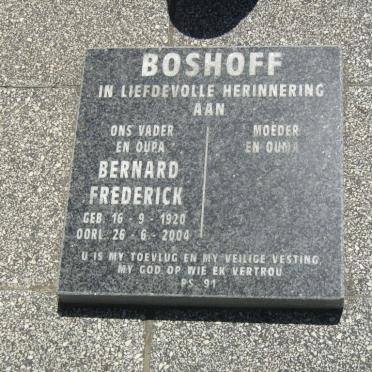 BOSHOFF
IN LIEFDEVOLLE HERINNERING
AAN
ONS VADER
EN OUPA
BERNARD
FREDERICK
GEB. 16 - 9 - 1920
OORL. 26 - 6 - 2004
MOEDER
EN OUMA
U IS MY TOEVLUG EN MY VEILIGE VESTING,
MY GOD OP WIE EK VERTROU
PS. 91